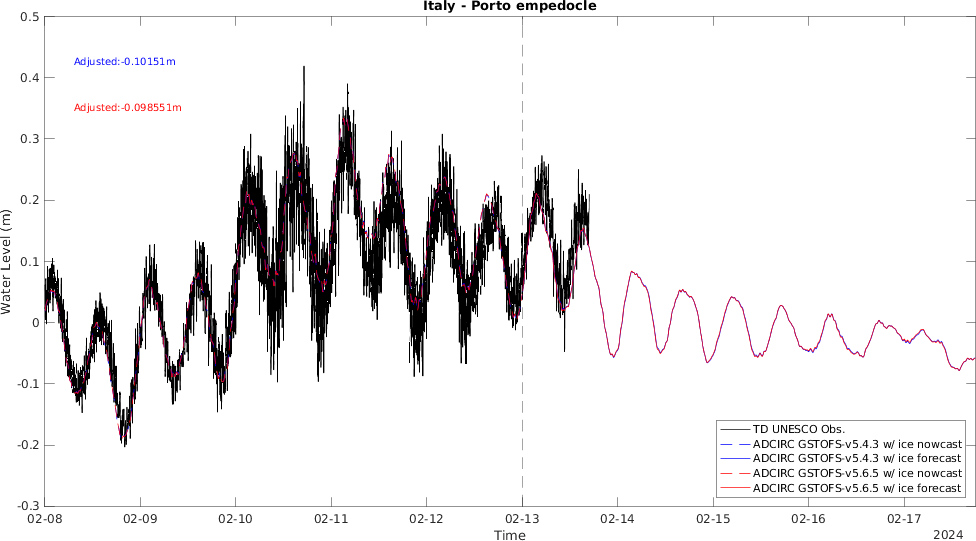 Italy - Porto empedocle
0.5
0.4
0.3
0.2
0.1
0
-0.1
-0.2
-0.3
Water Level (m)
Adjusted:-0.10151m
Adjusted:-0.098551m
TD UNESCO Obs.
ADCIRC GSTOFS-v5.4.3 w/ ice nowcast
ADCIRC GSTOFS-v5.4.3 w/ ice forecast
ADCIRC GSTOFS-v5.6.5 w/ ice nowcast
ADCIRC GSTOFS-v5.6.5 w/ ice forecast
02-08 02-09 02-10 02-11 02-12 02-13 02-14 02-15 02-16 02-17
Time
2024